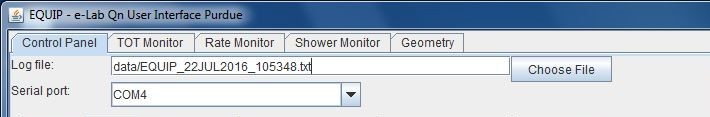 EQUIP - e-Lab Qn User Interface Purdue
Control Panel TOT Monitor Rate Monitor Shower Monitor Geometry
Log file: data/EQUIP_22JUL2016_105348.txt Choose File
Serial port: COM4